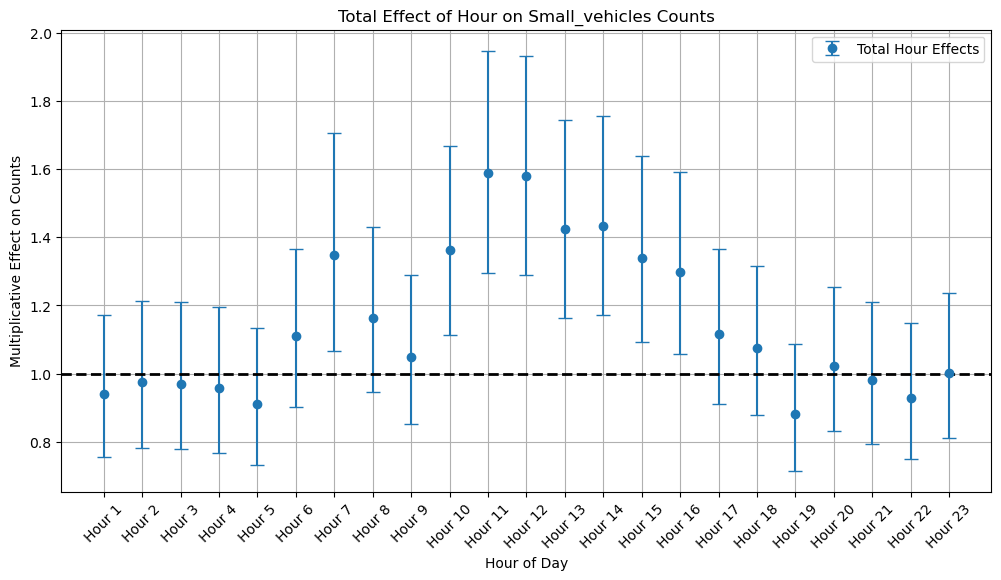 Total Effect of Hour on Small_vehicles Counts
Total Hour Effects
Multiplicative Effect on Counts
2.0
1.8
1.6
1.4
1.2
1.0
0.8
Hour 1
Hour 2
Hour 3
Hour 4
Hour 5
Hour 6
Hour 7
Hour 8
Hour 9
Hour 10
Hour 11
Hour 12
Hour 13
Hour 14
Hour 15
Hour 16
Hour 17
Hour 18
Hour 19
Hour 20
Hour 21
Hour 22
Hour 23
Hour of Day